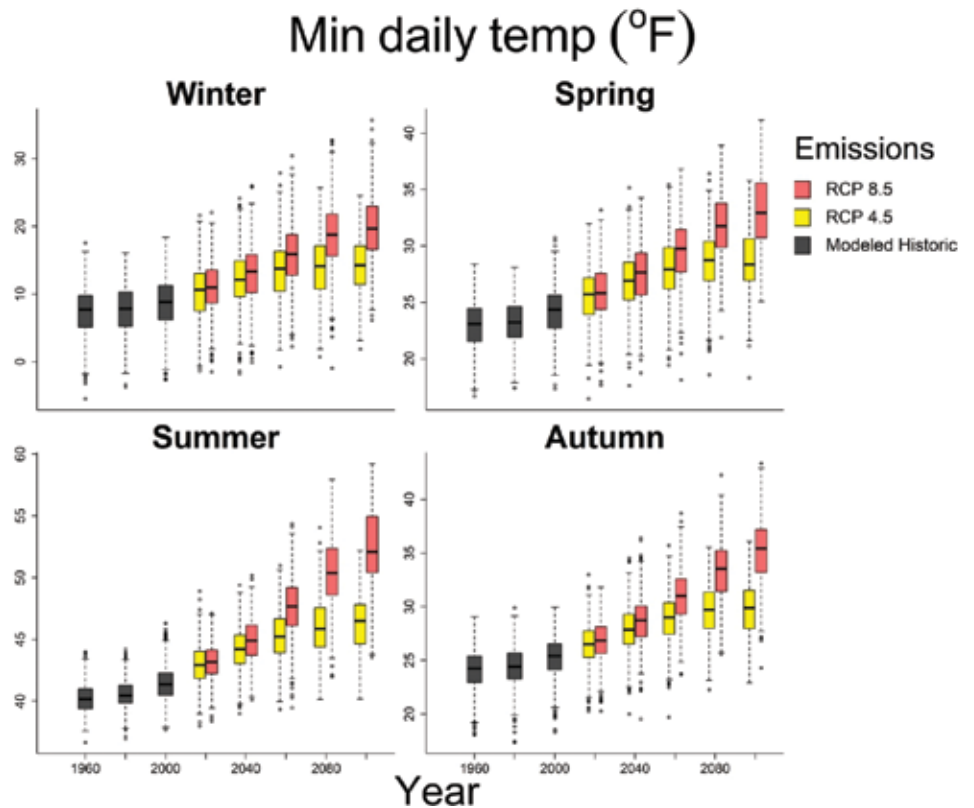 Min daily temp (°F)
Winter
Spring
30
20
10
0
40
35
30
25
20
Emissions
RCP 8.5
RCP 4.5
Modeled Historic
Summer
Autumn
60
55
50
45
40
40
35
30
25
20
1960
2000
2040
2080
1960
2000
2040
2080
Year